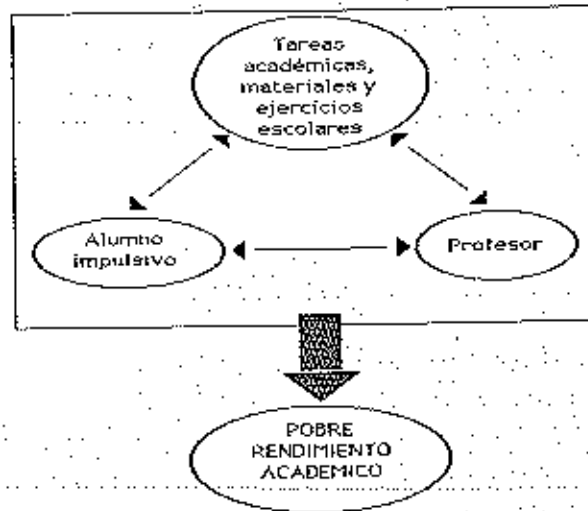 Tareas
académicas,
materiales y
ejercicios
escolares
Alumno
impulsivo
Profesor
POBRE
RENDIMIENTO
ACADEMICO